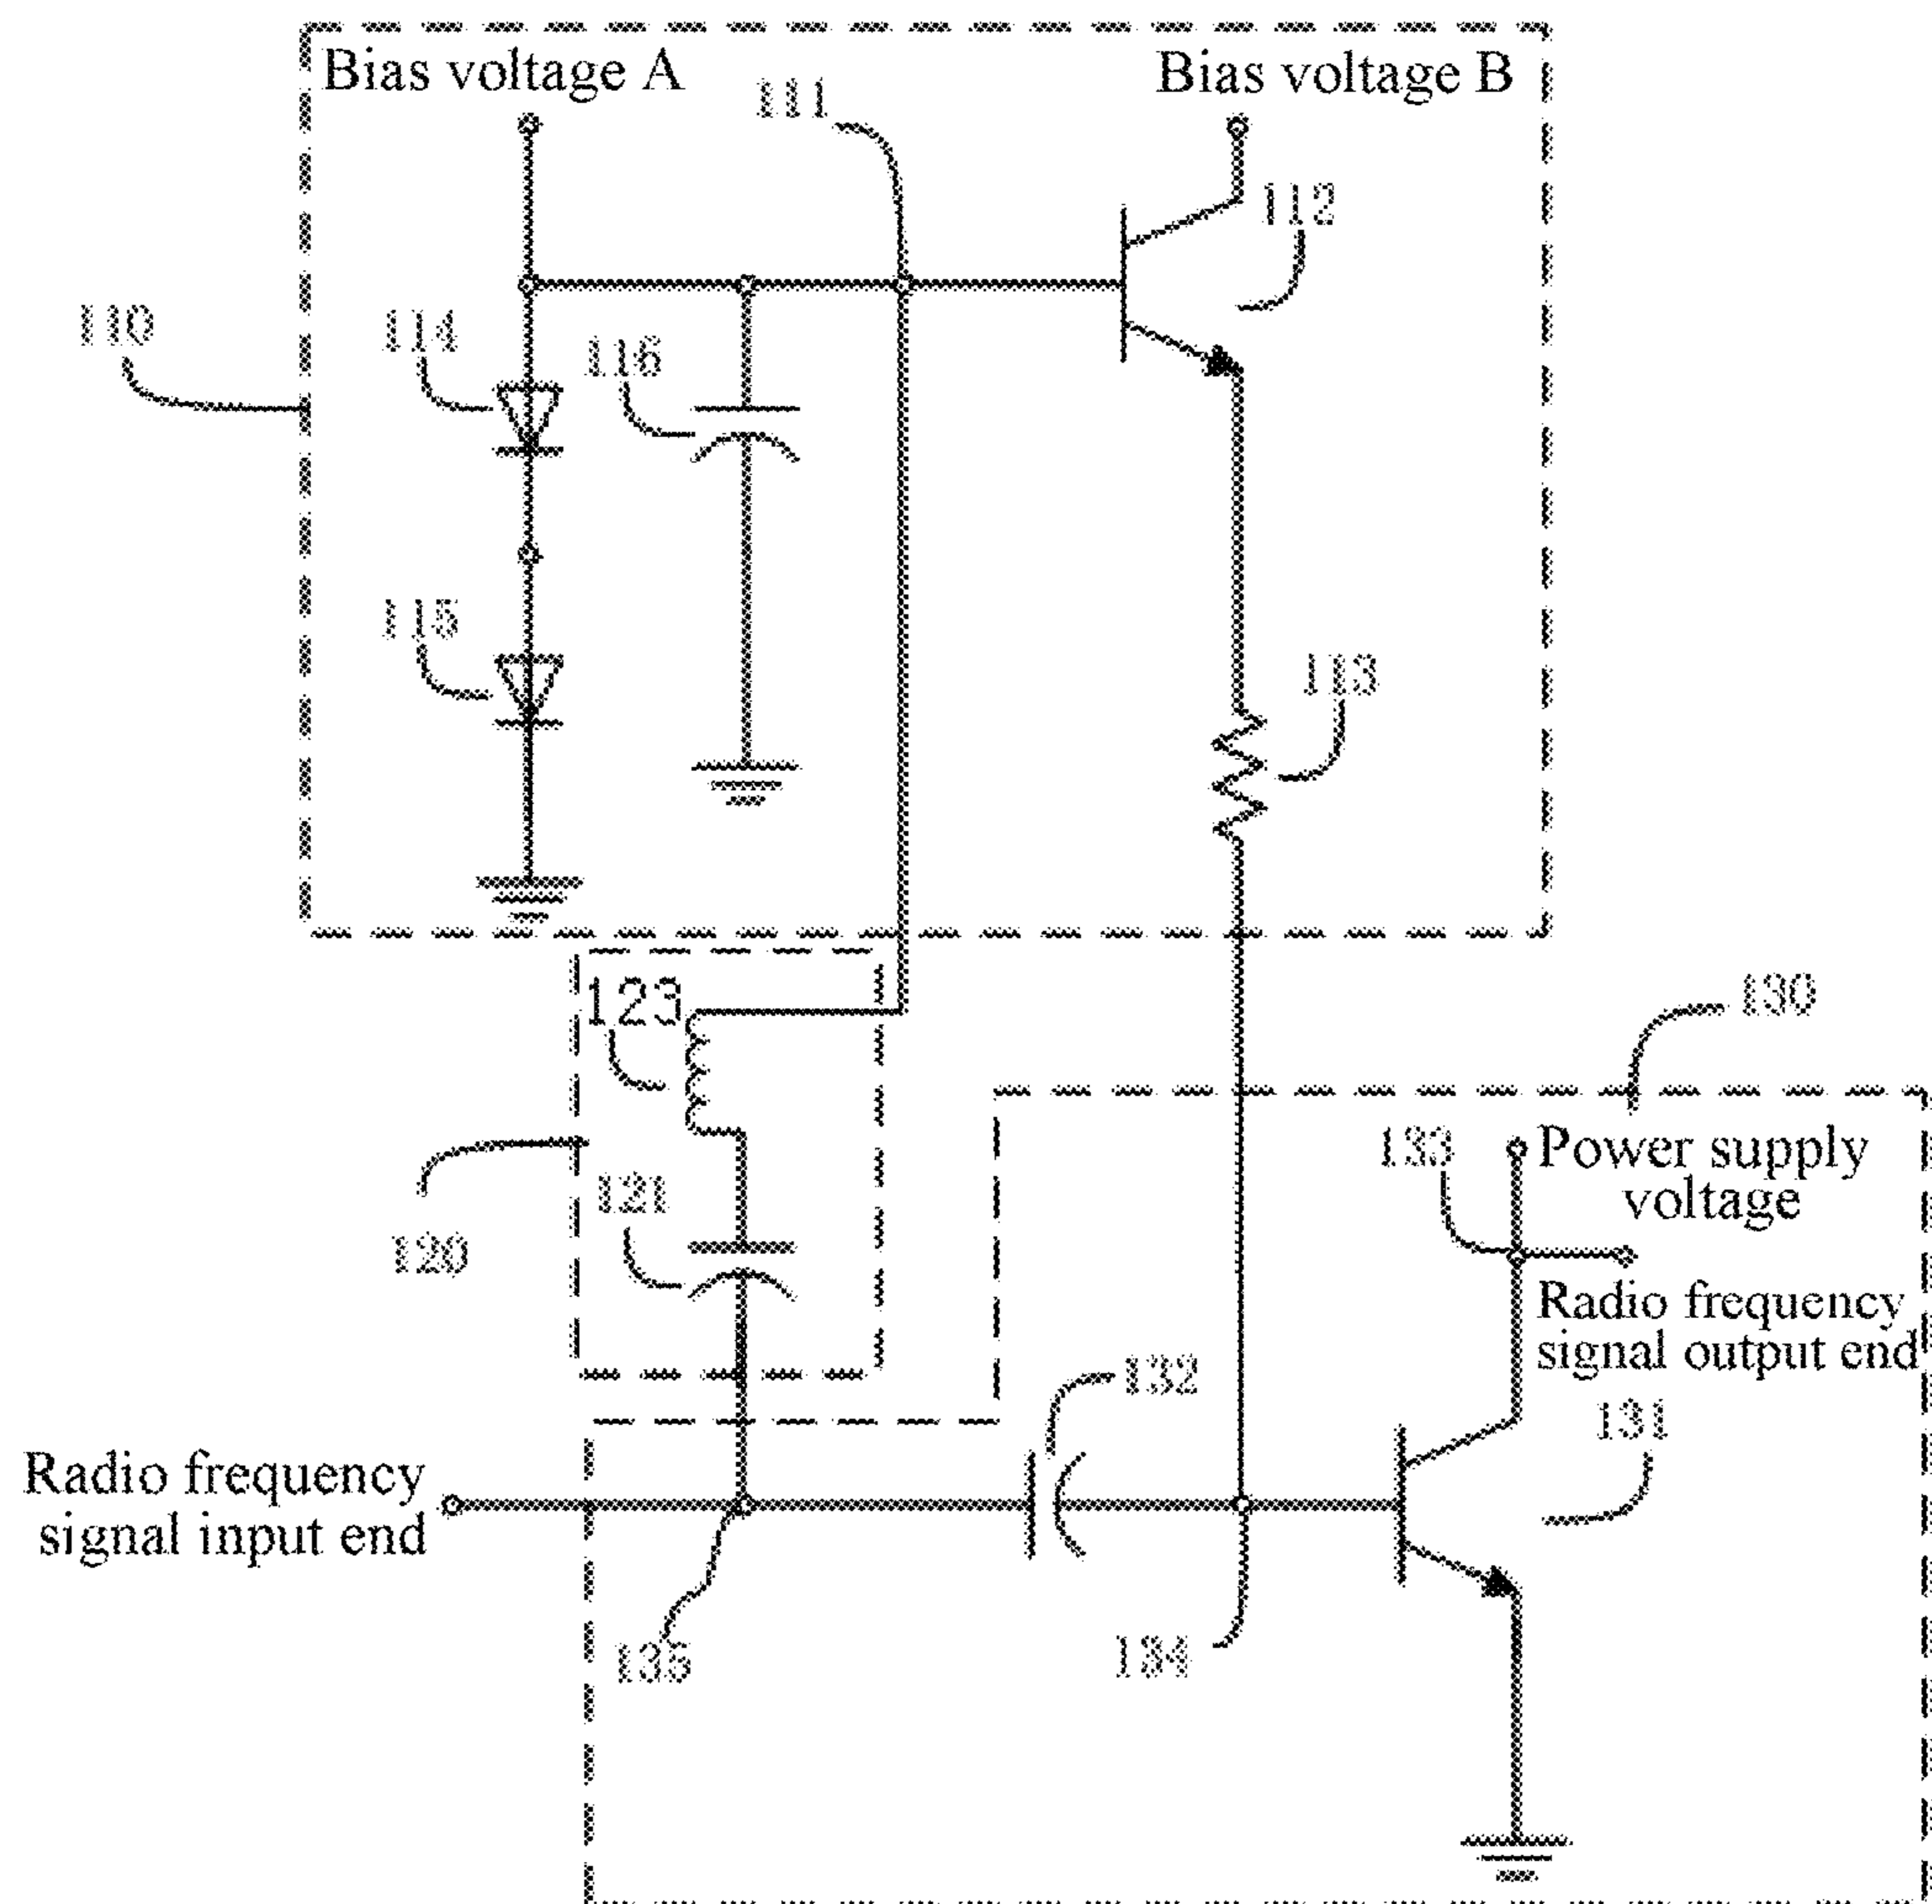 Bias voltage A
Bias voltage B
111
112
110
114
116
115
113
123
130
133
Power supply
voltage
121
120
Radio frequency
signal output end
132
131
Radio frequency
signal input end
135
134